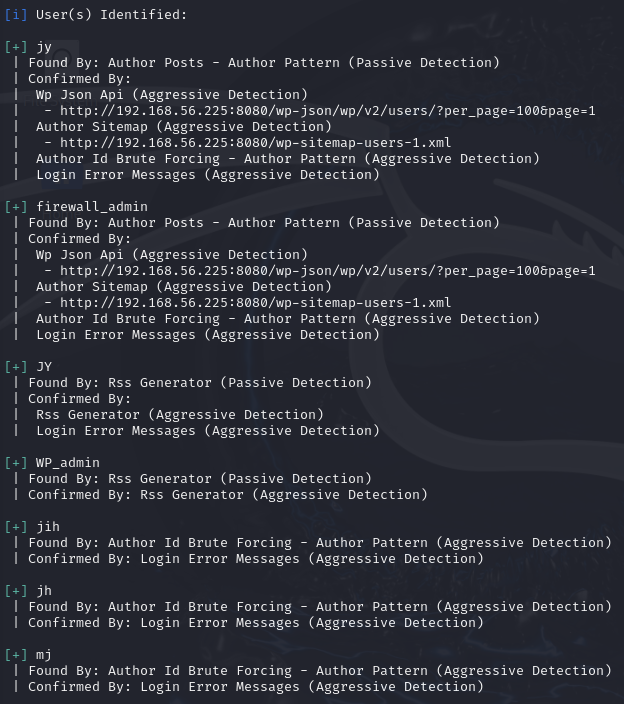 [i] User(s) Identified:
[+] jy
| Found By: Author Posts - Author Pattern (Passive Detection)
| Confirmed By:
|  Wp Json Api (Aggressive Detection)
|   - http://192.168.56.225:8080/wp-json/wp/v2/users/?per_page=100&page=1
|  Author Sitemap (Aggressive Detection)
|   - http://192.168.56.225:8080/wp-sitemap-users-1.xml
|  Author Id Brute Forcing - Author Pattern (Aggressive Detection)
|  Login Error Messages (Aggressive Detection)
[+] firewall_admin
| Found By: Author Posts - Author Pattern (Passive Detection)
| Confirmed By:
|  Wp Json Api (Aggressive Detection)
|   - http://192.168.56.225:8080/wp-json/wp/v2/users/?per_page=100&page=1
|  Author Sitemap (Aggressive Detection)
|   - http://192.168.56.225:8080/wp-sitemap-users-1.xml
|  Author Id Brute Forcing - Author Pattern (Aggressive Detection)
|  Login Error Messages (Aggressive Detection)
[+] JY
| Found By: Rss Generator (Passive Detection)
| Confirmed By:
|  Rss Generator (Aggressive Detection)
|  Login Error Messages (Aggressive Detection)
[+] WP_admin
| Found By: Rss Generator (Passive Detection)
| Confirmed By: Rss Generator (Aggressive Detection)
[+] jih
| Found By: Author Id Brute Forcing - Author Pattern (Aggressive Detection)
| Confirmed By: Login Error Messages (Aggressive Detection)
[+] jh
| Found By: Author Id Brute Forcing - Author Pattern (Aggressive Detection)
| Confirmed By: Login Error Messages (Aggressive Detection)
[+] mj
| Found By: Author Id Brute Forcing - Author Pattern (Aggressive Detection)
| Confirmed By: Login Error Messages (Aggressive Detection)